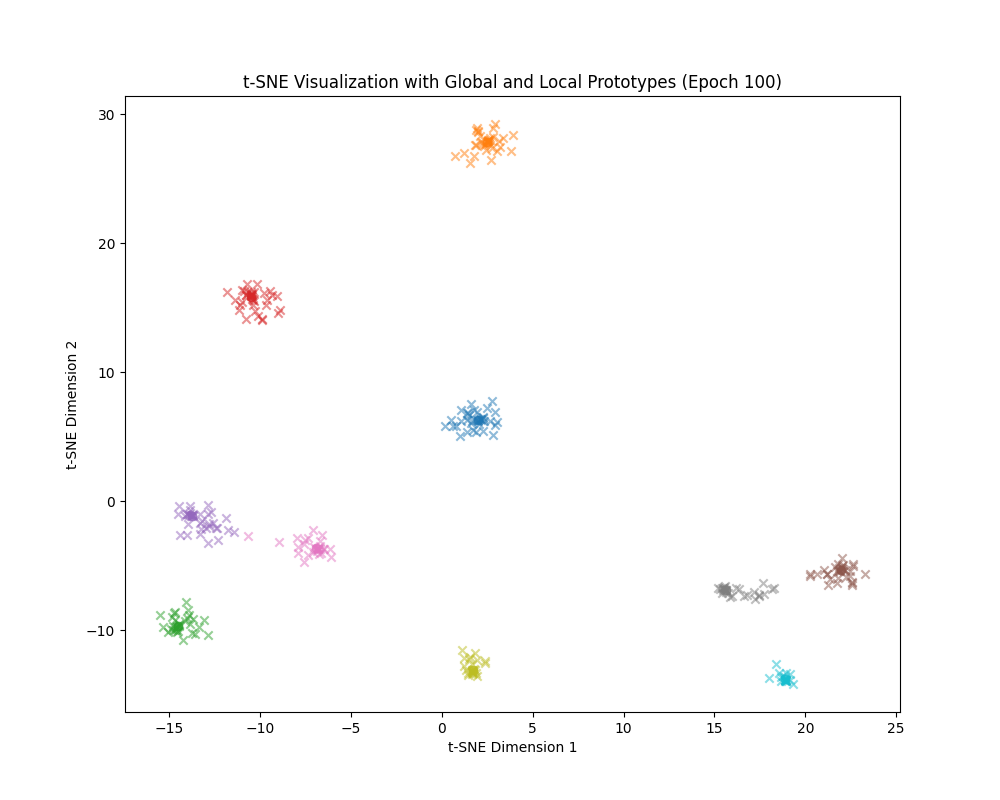 t-SNE Visualization with Global and Local Prototypes (Epoch 100)
30
20
10
0
−10
t-SNE Dimension 2
−15 −10 −5 0 5 10 15 20 25
t-SNE Dimension 1